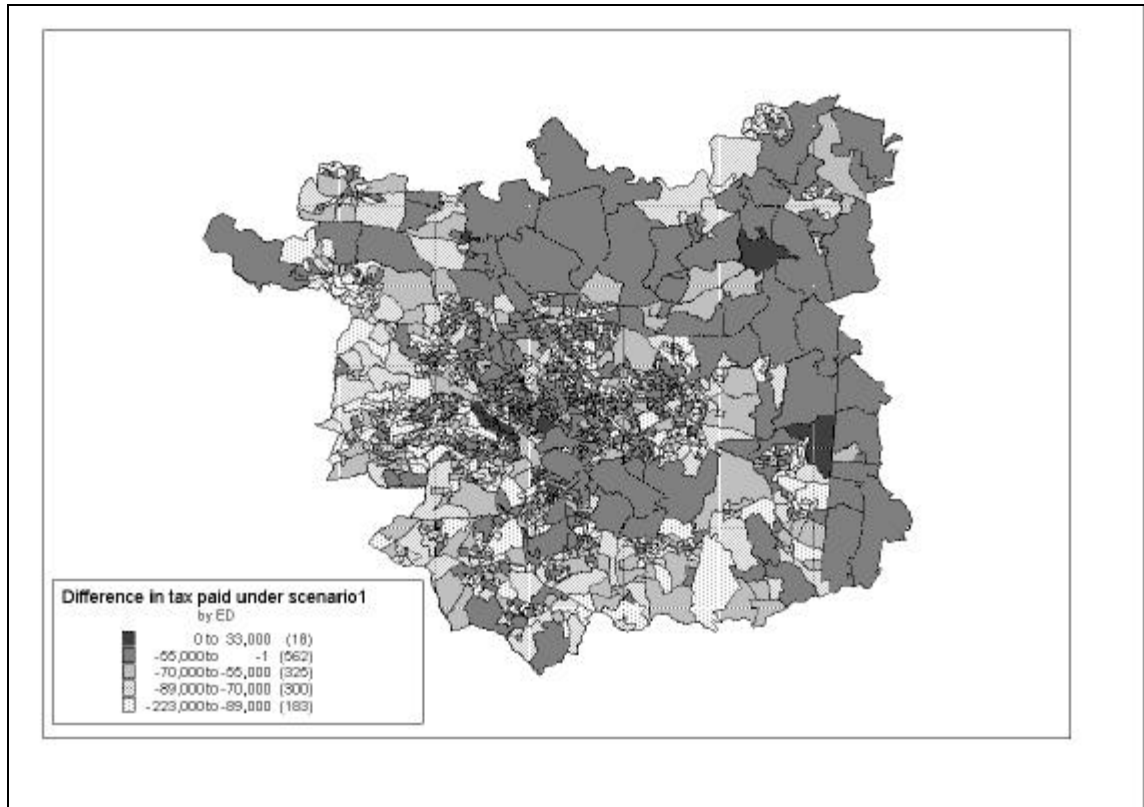 Difference in tax paid under scenario1
by ED
0 to 33,000 (18)
-55,000 to -1 (562)
-70,000 to -55,000 (325)
-89,000 to -70,000 (300)
-223,000 to -89,000 (183)